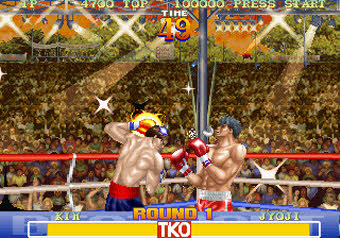 1P 4700 TOP 100000 PRESS START
TIME
49
KIM ROUND 1 JYOJI
TKO